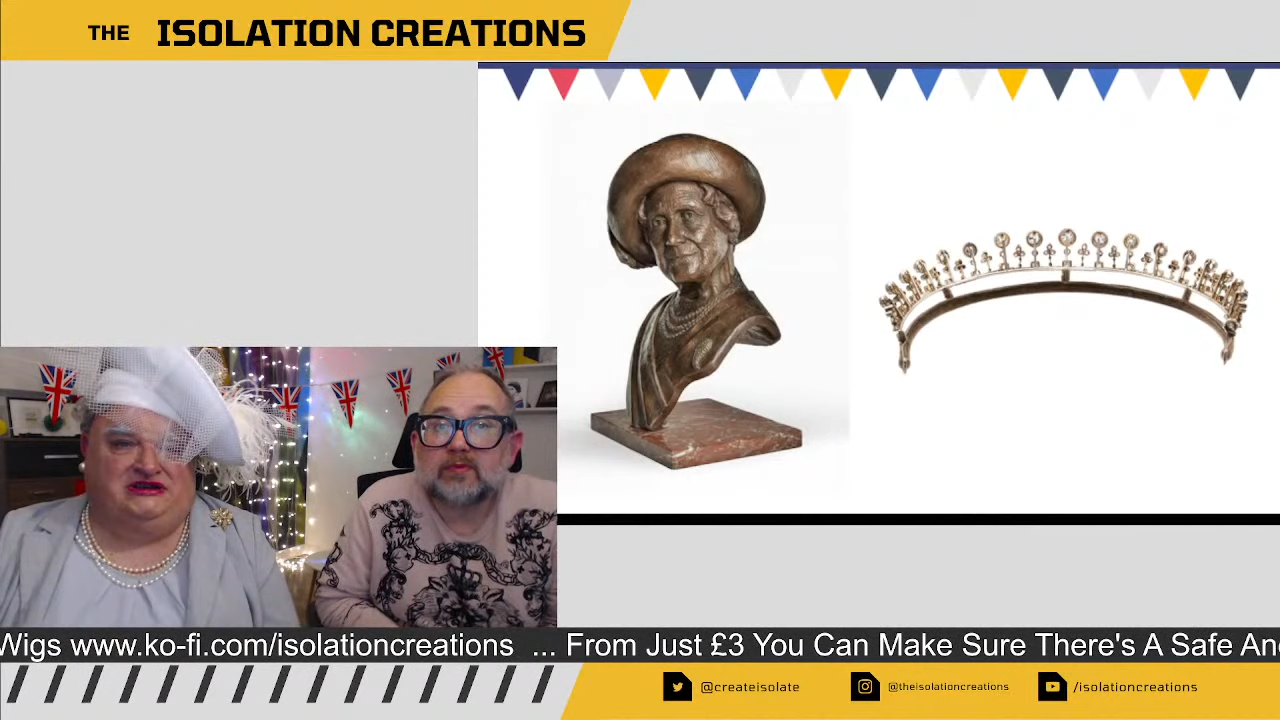 THE ISOLATION CREATIONS
Wigs www.ko-fi.com/isolationcreations ... From Just £3 You Can Make Sure There's A Safe An
@createisolate @theisolationcreations /isolationcreations